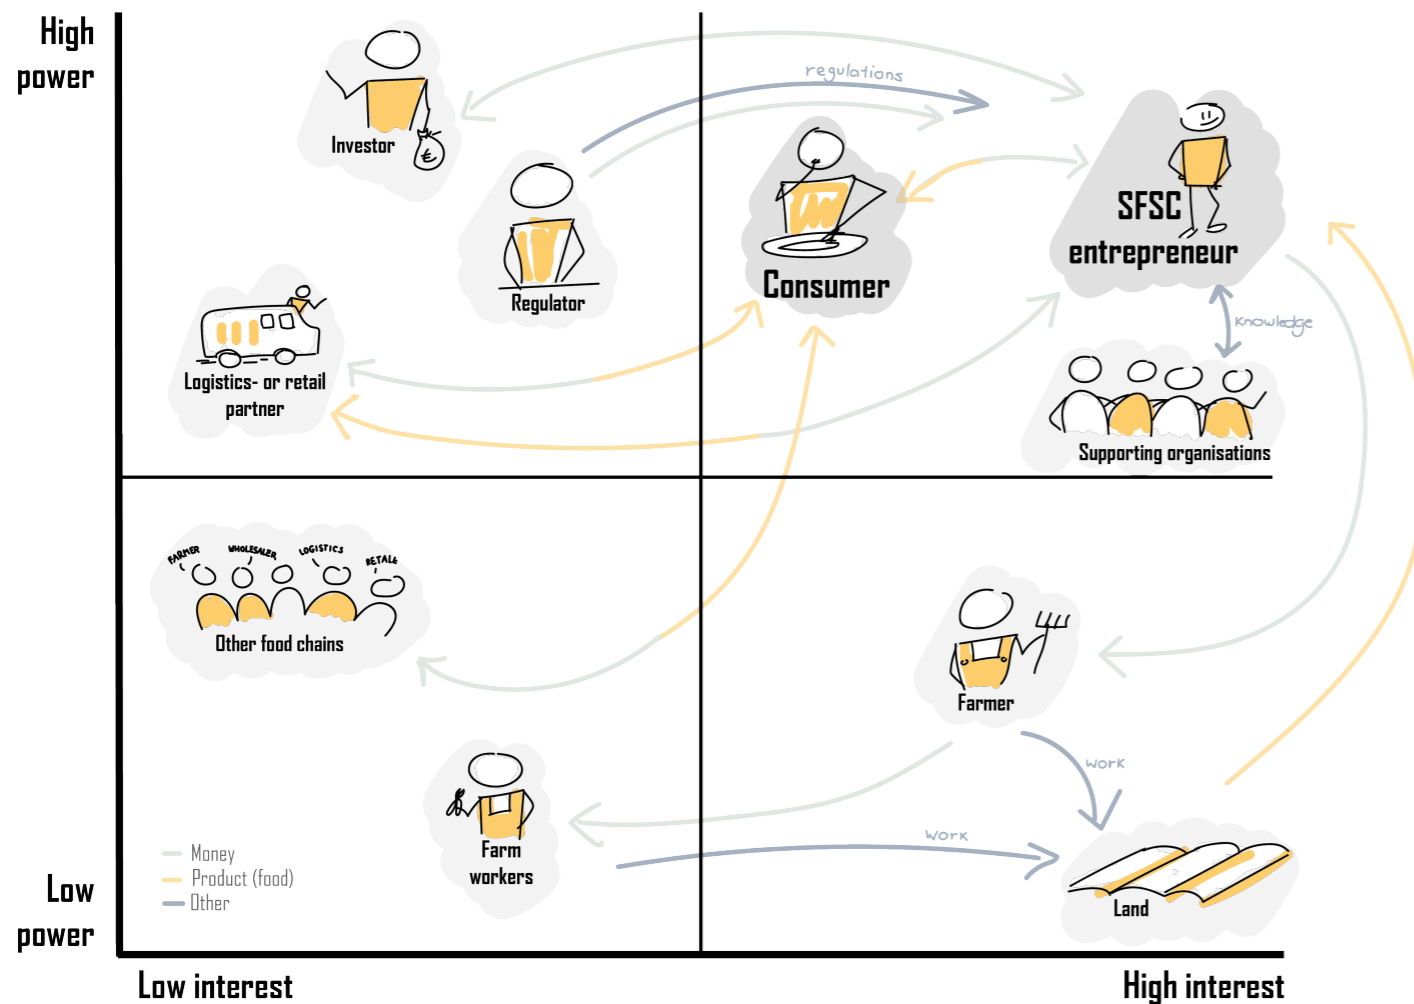 High
power
regulations
Investor
SFSC
entrepreneur
Consumer
Regulator
knowledge
Logistics- or retail
partner
Supporting organisations
FARMER
WHOLESALER
LOGISTICS
RETAIL
Other food chains
Farmer
work
work
Farm
workers
Money
Product (food)
Other
Land
Low
power
Low interest
High interest
€